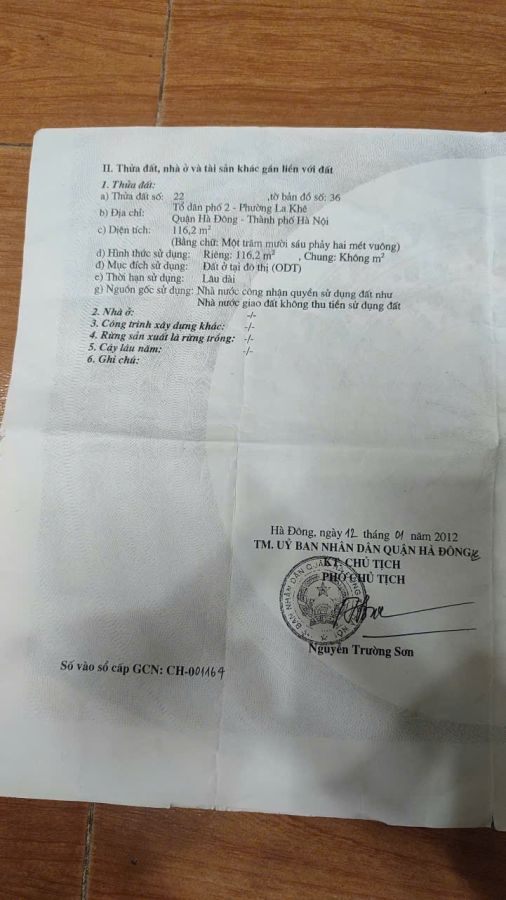 II. Thửa đất, nhà ở và tài sản khác gắn liền với đất
1. Thửa đất:
a) Thửa đất số: 22 ,tờ bản đồ số: 36
b) Địa chỉ: Tổ dân phố 2 - Phường La Khê
Quận Hà Đông - Thành phố Hà Nội
c) Diện tích: 116,2 m²
(Bằng chữ: Một trăm mười sáu phảy hai mét vuông)
d) Hình thức sử dụng: Riêng: 116,2 m² , Chung: Không m²
đ) Mục đích sử dụng: Đất ở tại đô thị (ODT)
e) Thời hạn sử dụng: Lâu dài
g) Nguồn gốc sử dụng: Nhà nước công nhận quyền sử dụng đất như
Nhà nước giao đất không thu tiền sử dụng đất
2. Nhà ở: -/-
3. Công trình xây dựng khác: -/-
4. Rừng sản xuất là rừng trồng: -/-
5. Cây lâu năm: -/-
6. Ghi chú:
Hà Đông, ngày 12 tháng 01 năm 2012
TM. UỶ BAN NHÂN DÂN QUẬN HÀ ĐÔNG
KT. CHỦ TỊCH
PHÓ CHỦ TỊCH
Nguyễn Trường Sơn
Số vào sổ cấp GCN: CH-001164